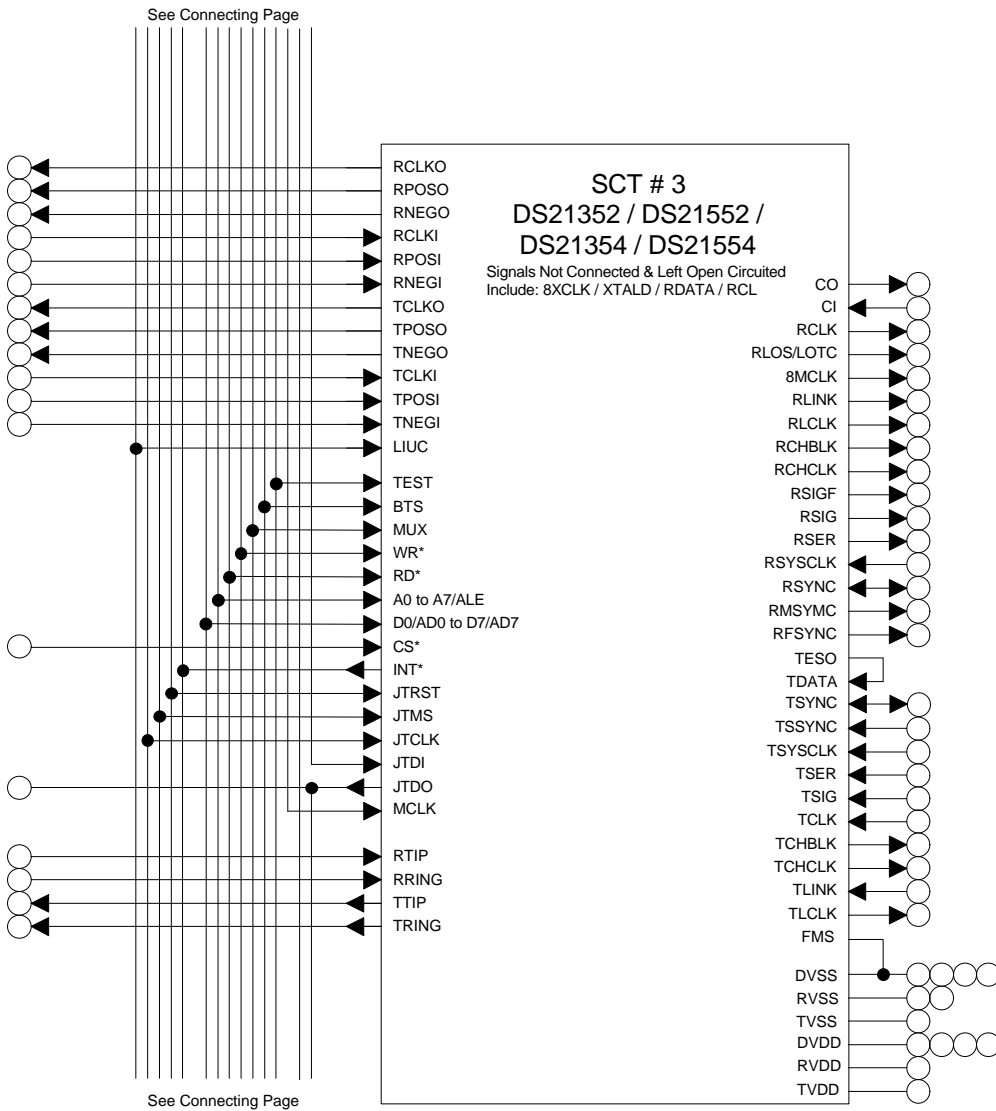 See Connecting Page
SCT # 3
DS21352 / DS21552 /
DS21354 / DS21554
Signals Not Connected & Left Open Circuited
Include: 8XCLK / XTALD / RDATA / RCL
RCLKO
RPOSO
RNEGO
RCLKI
RPOSI
RNEGI
TCLKO
TPOSO
TNEGO
TCLKI
TPOSI
TNEGI
LIUC
TEST
BTS
MUX
WR*
RD*
A0 to A7/ALE
D0/AD0 to D7/AD7
CS*
INT*
JTRST
JTMS
JTCLK
JTDI
JTDO
MCLK
RTIP
RRING
TTIP
TRING
CO
CI
RCLK
RLOS/LOTC
8MCLK
RLINK
RLCLK
RCHBLK
RCHCLK
RSIGF
RSIG
RSER
RSYSCLK
RSYNC
RMSYMC
RFSYNC
TESO
TDATA
TSYNC
TSSYNC
TSYSCLK
TSER
TSIG
TCLK
TCHBLK
TCHCLK
TLINK
TLCLK
FMS
DVSS
RVSS
TVSS
DVDD
RVDD
TVDD
See Connecting Page